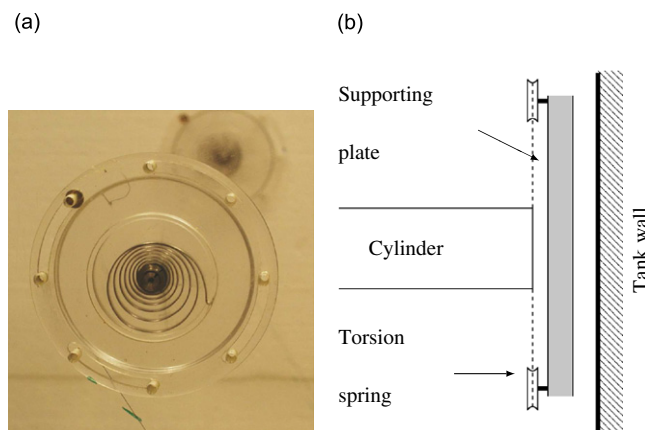 (a)
(b)
Supporting
plate
Cylinder
Torsion
spring
Tank wall